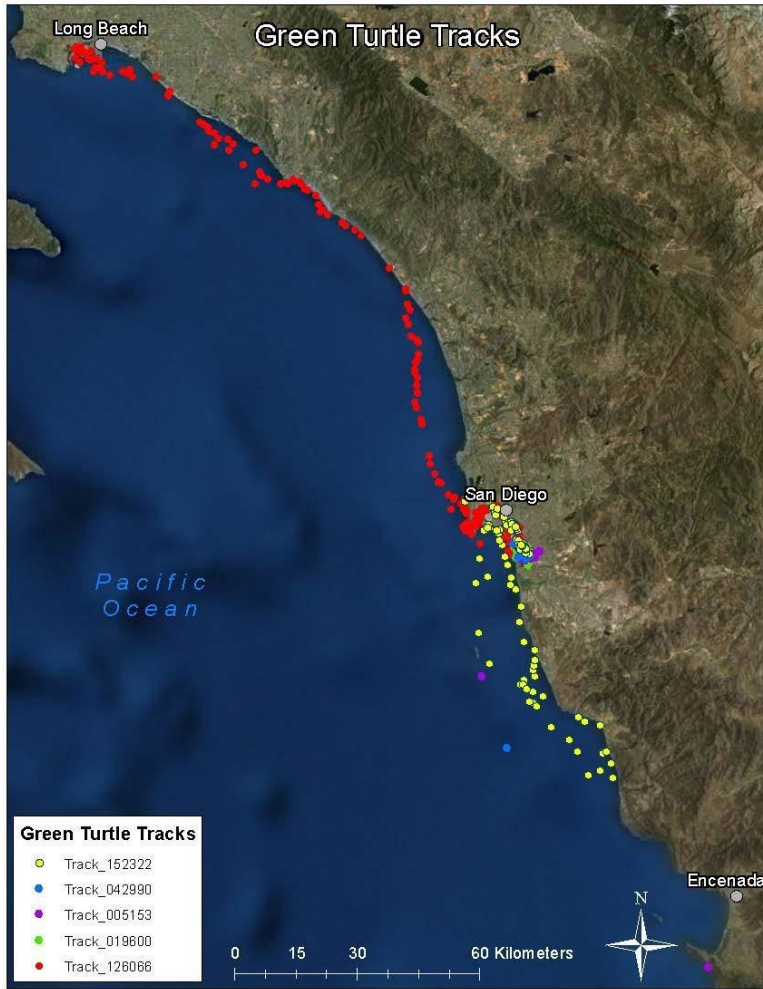 Long Beach
Green Turtle Tracks
San Diego
Pacific
Ocean
Green Turtle Tracks
Track_152322
Track_042990
Track_005153
Track_019600
Track_126066
Encenada
N
0 15 30 60 Kilometers